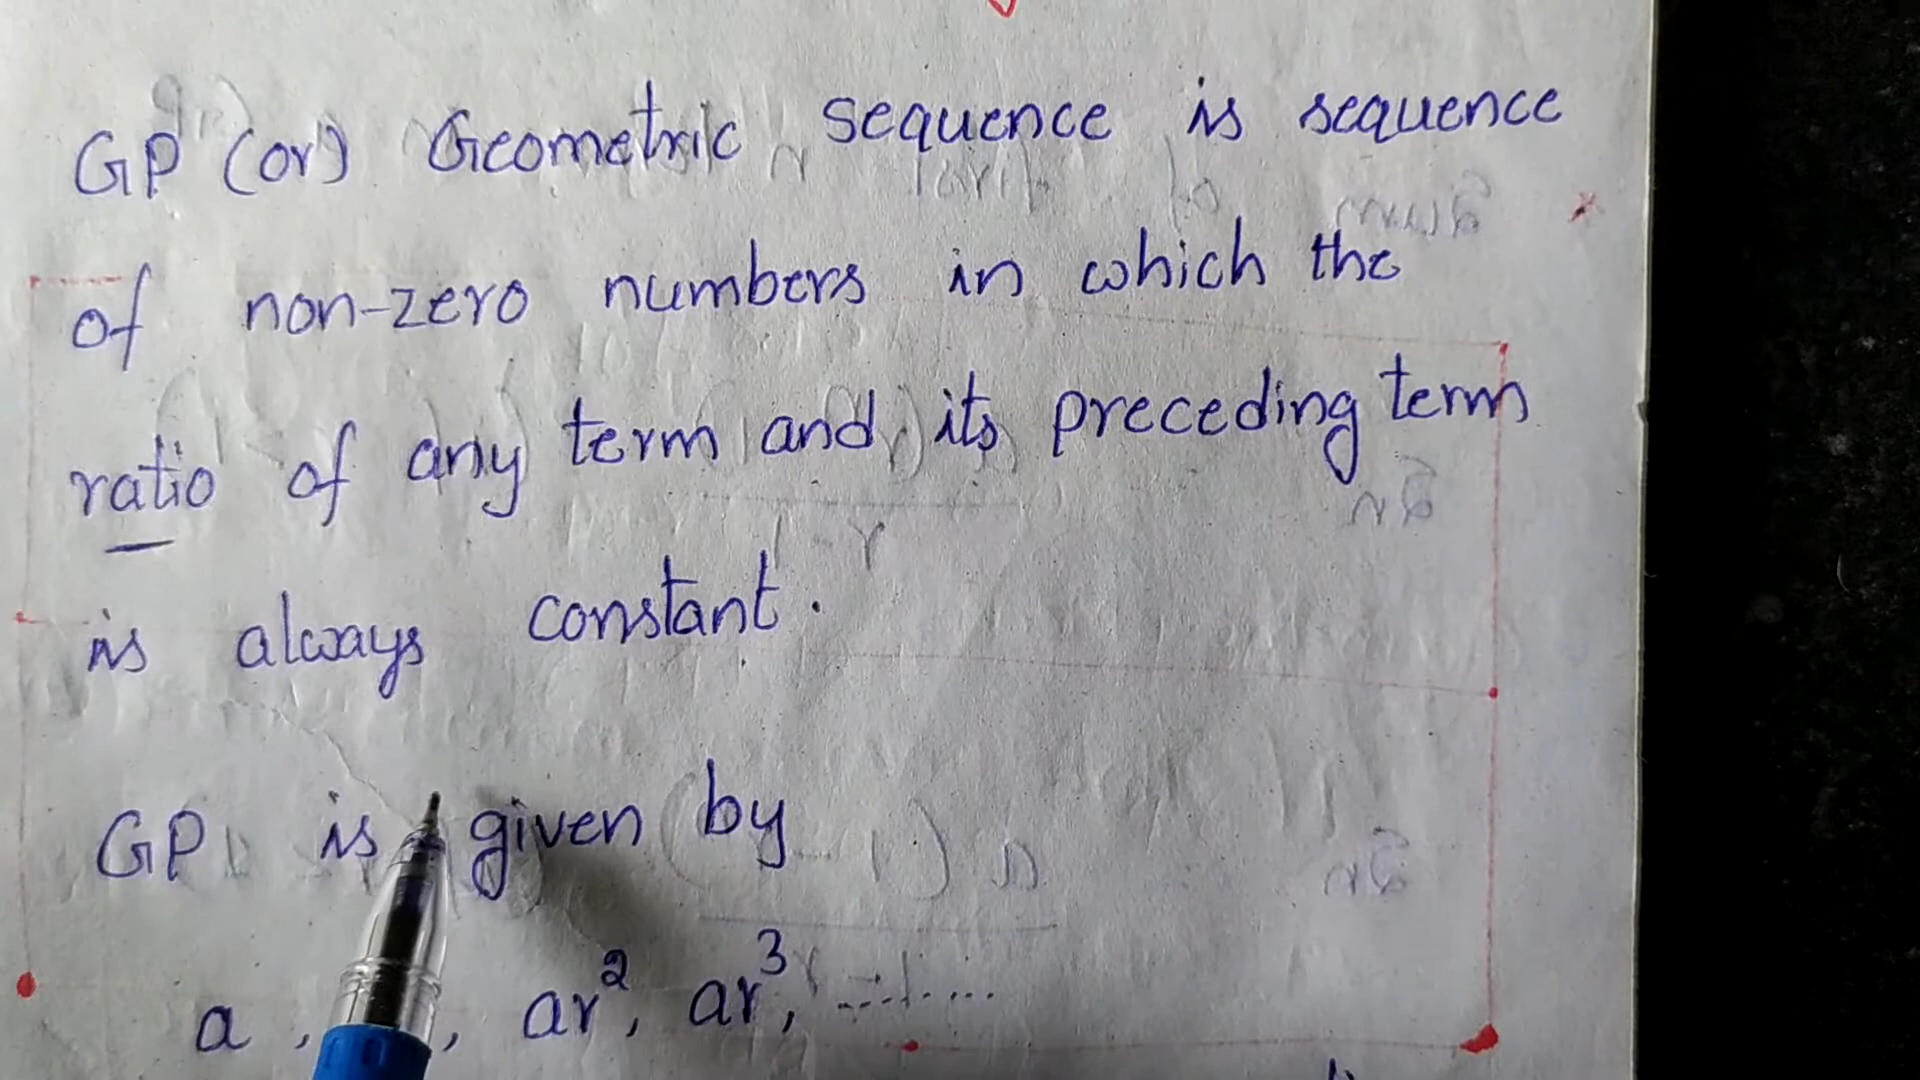 GP (or) Geometric sequence is sequence
of non-zero numbers in which the
ratio of any term and its preceding term
is always constant.
GP is given by
a, , ar², ar³, ........